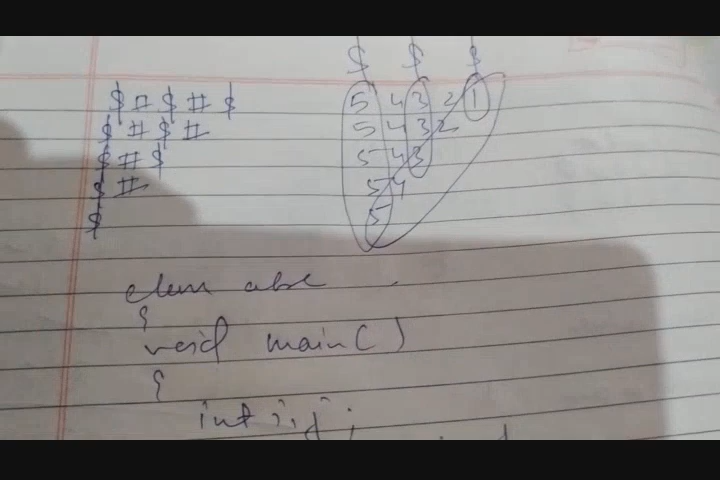 $ # $ # $
$ # $ #
$ # $
$ #
$
$ $ $
5 4 3 2 1
5 4 3 2
5 4 3
5 4
5
class abc
{
void main()
{
int i,j;